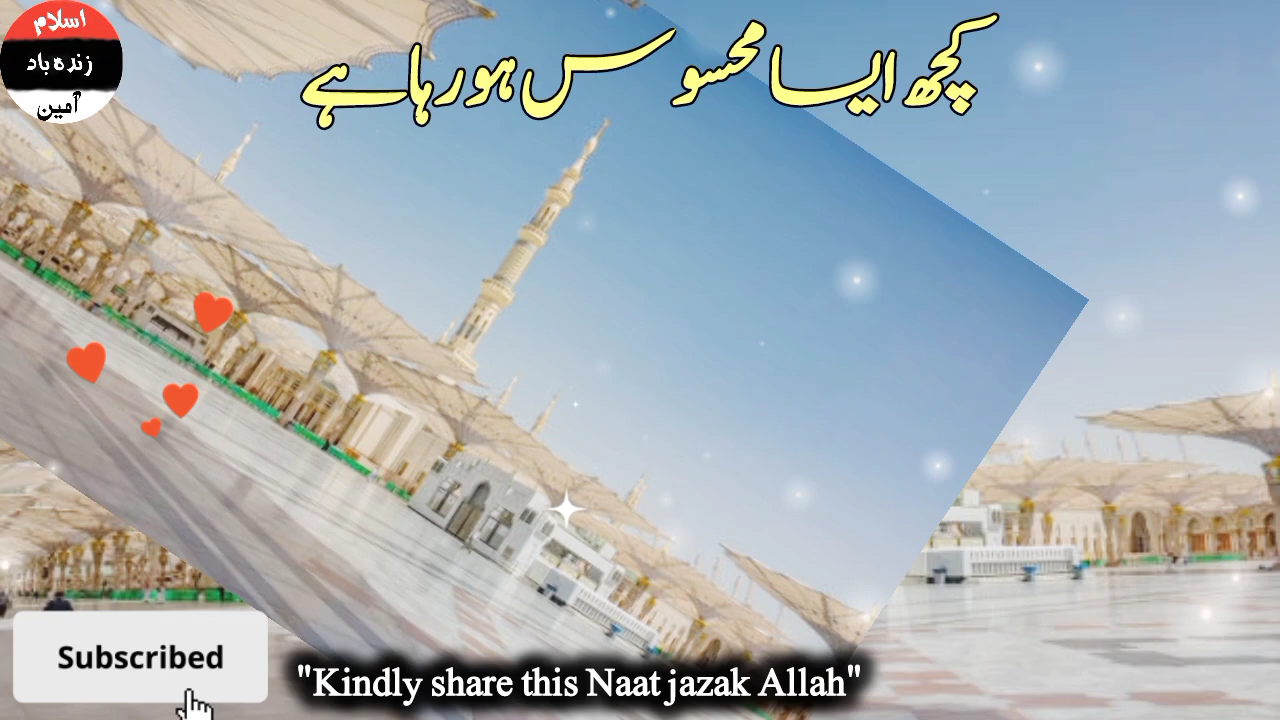 اسلام
زندہ باد
آمین
کچھ ایسا محسوس ہو رہا ہے
Subscribed
"Kindly share this Naat jazak Allah"